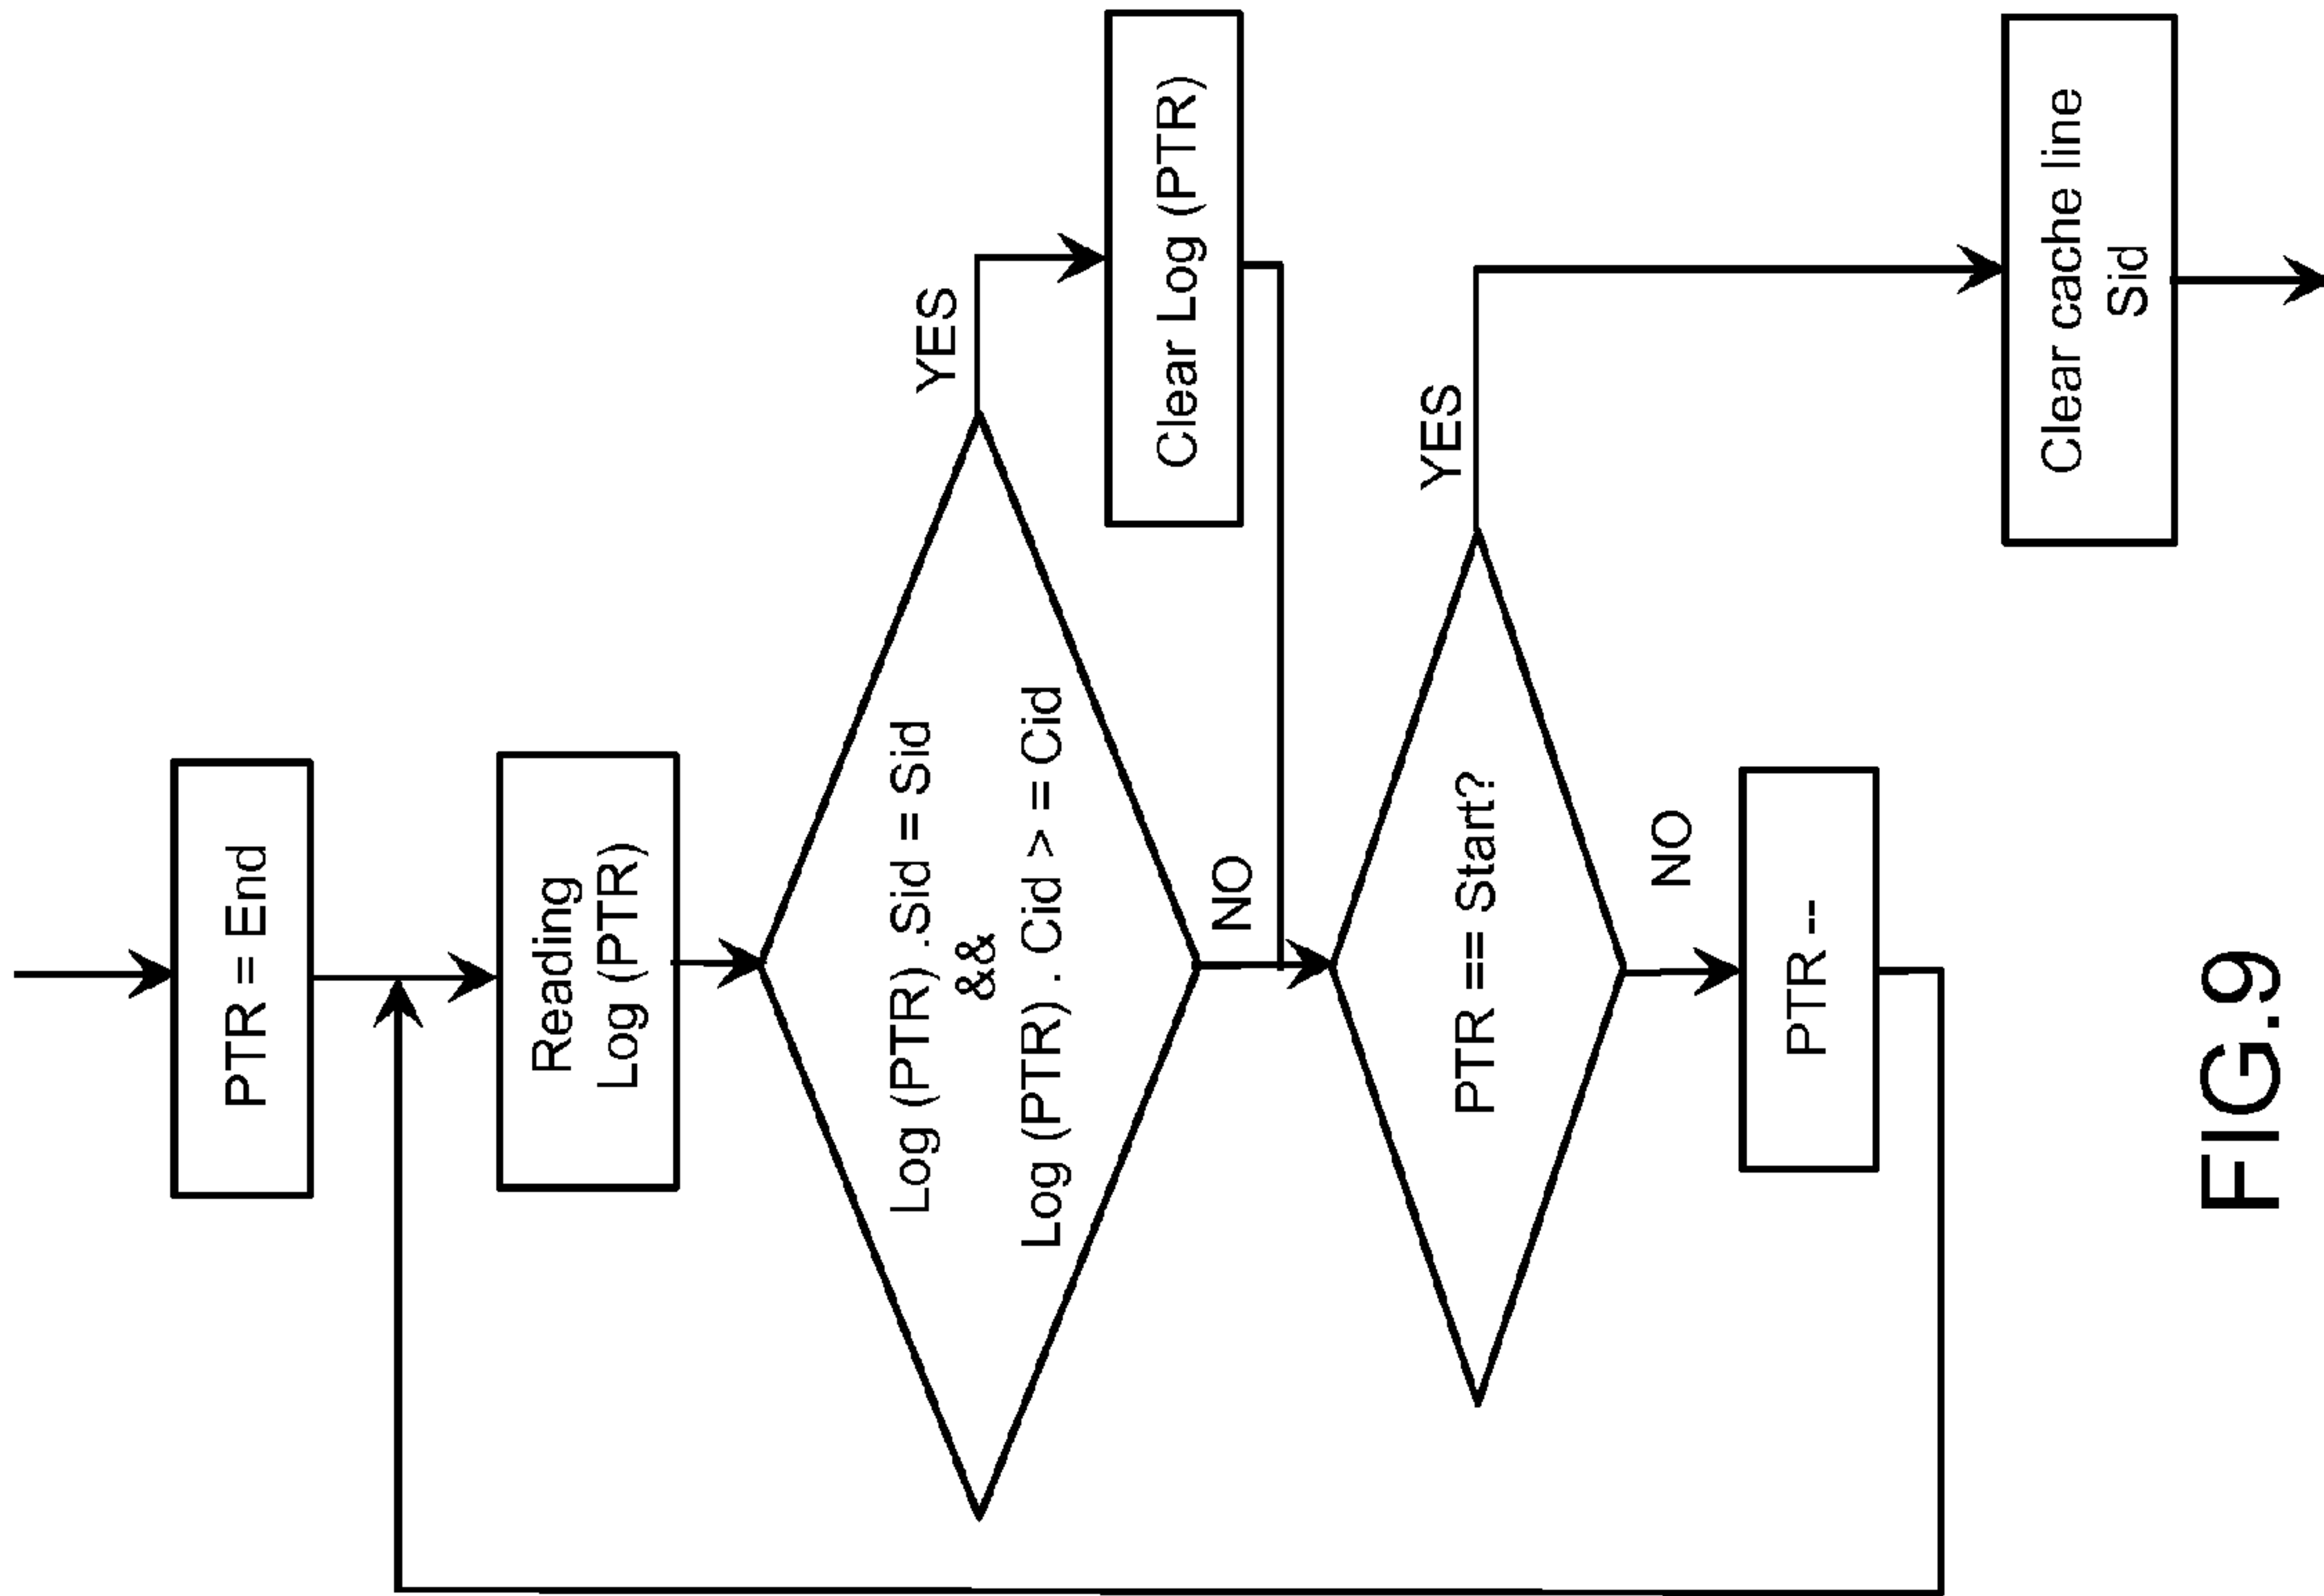 PTR = End
Reading
Log (PTR)
Log (PTR) .Sid = Sid
&&
Log (PTR) . Cid > = Cid
YES
Clear Log (PTR)
NO
PTR == Start?
YES
NO
PTR --
Clear cache line
Sid
FIG.9